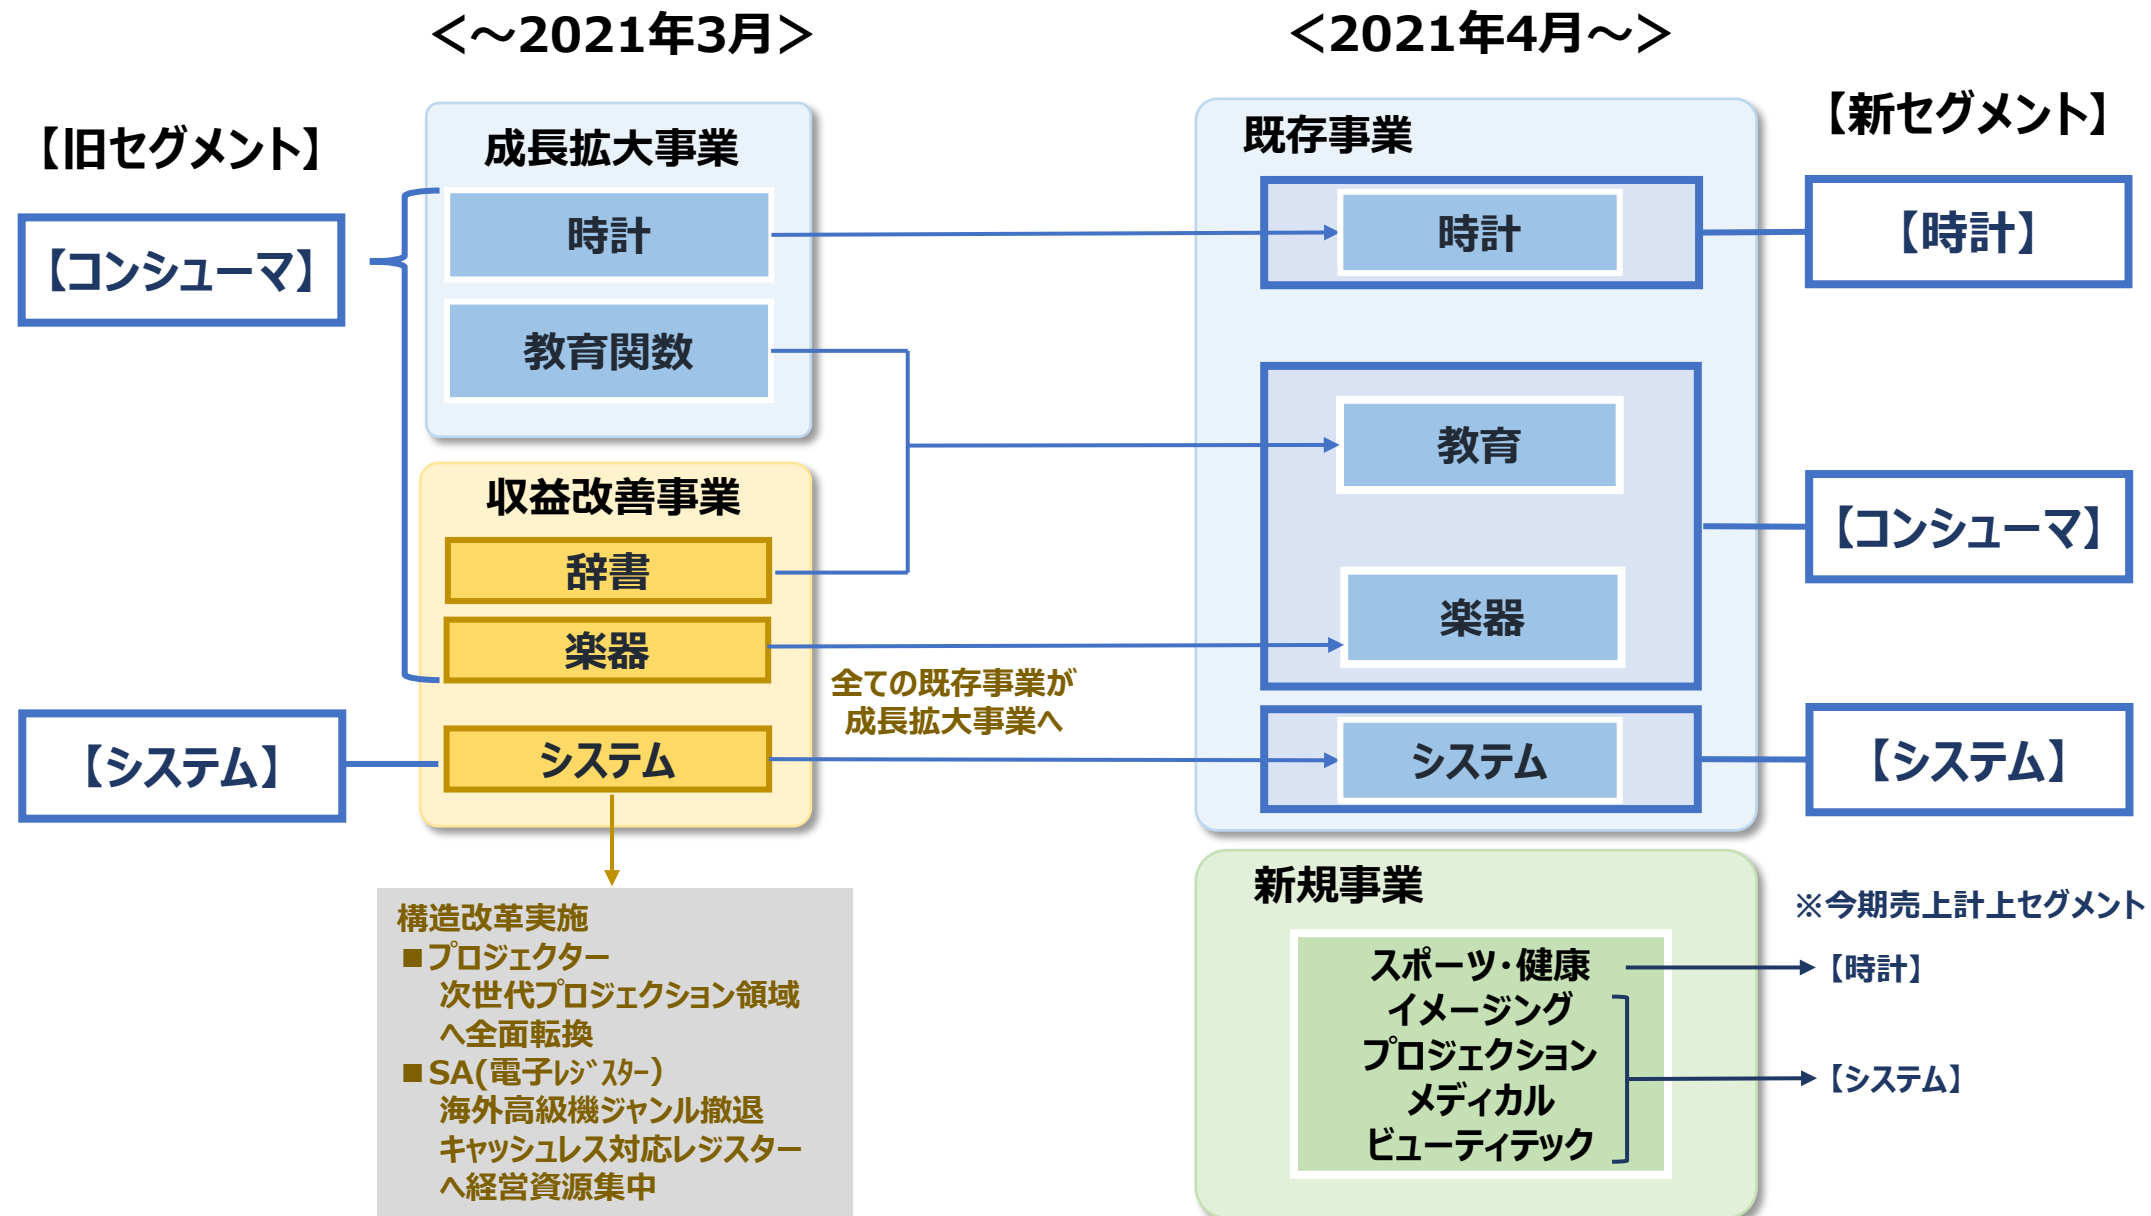 ＜～2021年3月＞
＜2021年4月～＞
【旧セグメント】
【コンシューマ】
【システム】
成長拡大事業
時計
教育関数
収益改善事業
辞書
楽器
システム
構造改革実施
■プロジェクター
次世代プロジェクション領域
へ全面転換
■SA(電子ﾚｼﾞｽﾀｰ)
海外高級機ジャンル撤退
キャッシュレス対応レジスター
へ経営資源集中
全ての既存事業が
成長拡大事業へ
既存事業
時計
教育
楽器
システム
新規事業
スポーツ･健康
イメージング
プロジェクション
メディカル
ビューティテック
【新セグメント】
【時計】
【コンシューマ】
【システム】
※今期売上計上セグメント
【時計】
【システム】